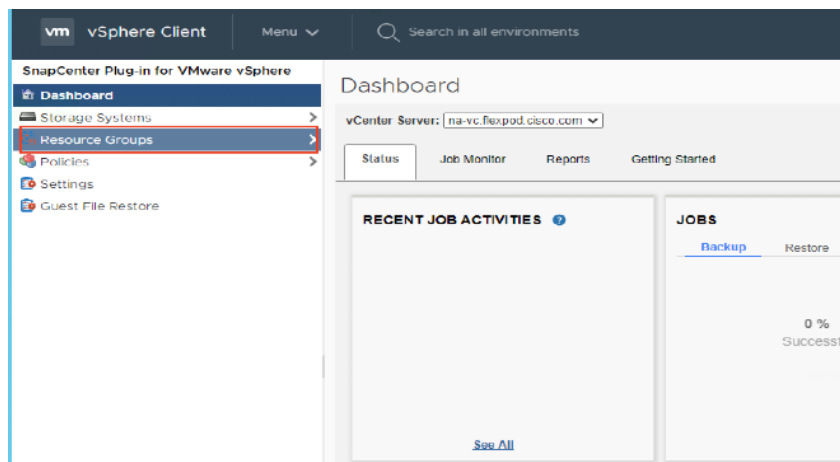 vm vSphere Client Menu Search in all environments
SnapCenter Plug-in for VMware vSphere
Dashboard
Storage Systems
Resource Groups
Policies
Settings
Guest File Restore
Dashboard
vCenter Server: na-vc.flexpod.cisco.com
Status Job Monitor Reports Getting Started
RECENT JOB ACTIVITIES ?
See All
JOBS
Backup Restore
0 %
Successf